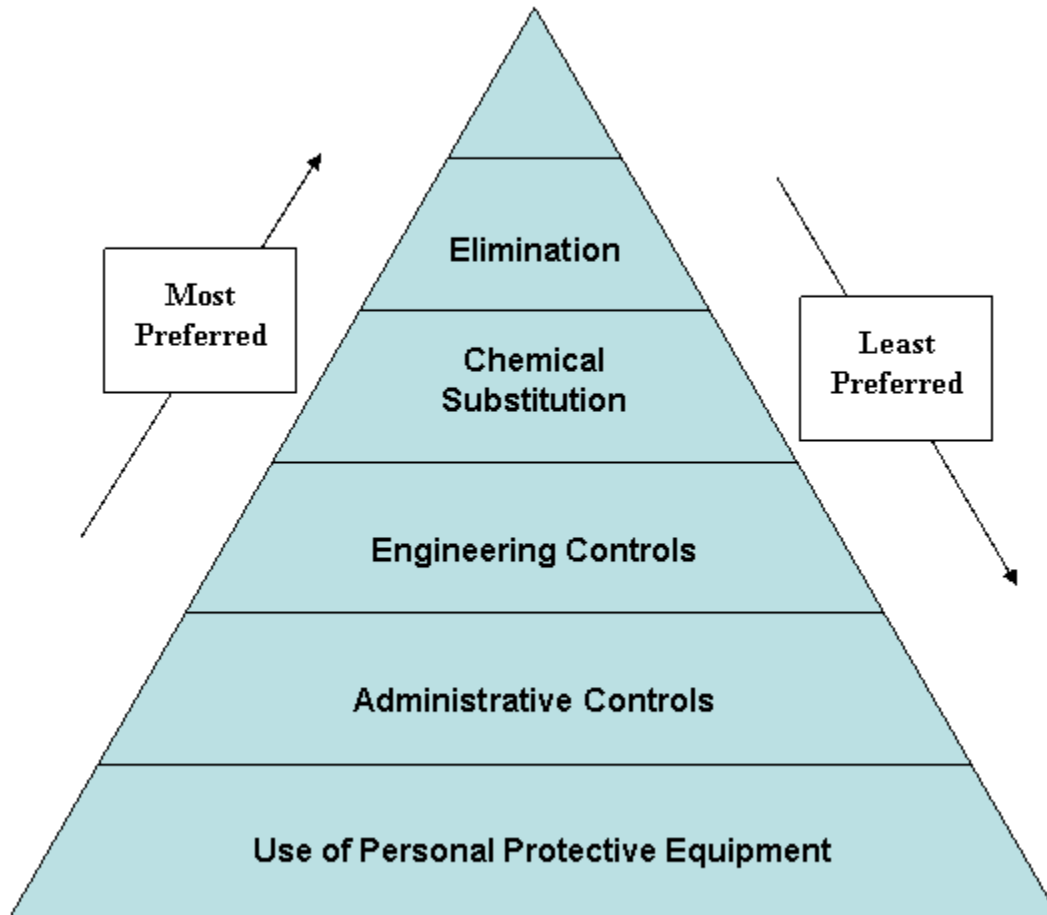 Elimination
Most
Preferred
Least
Preferred
Chemical
Substitution
Engineering Controls
Administrative Controls
Use of Personal Protective Equipment